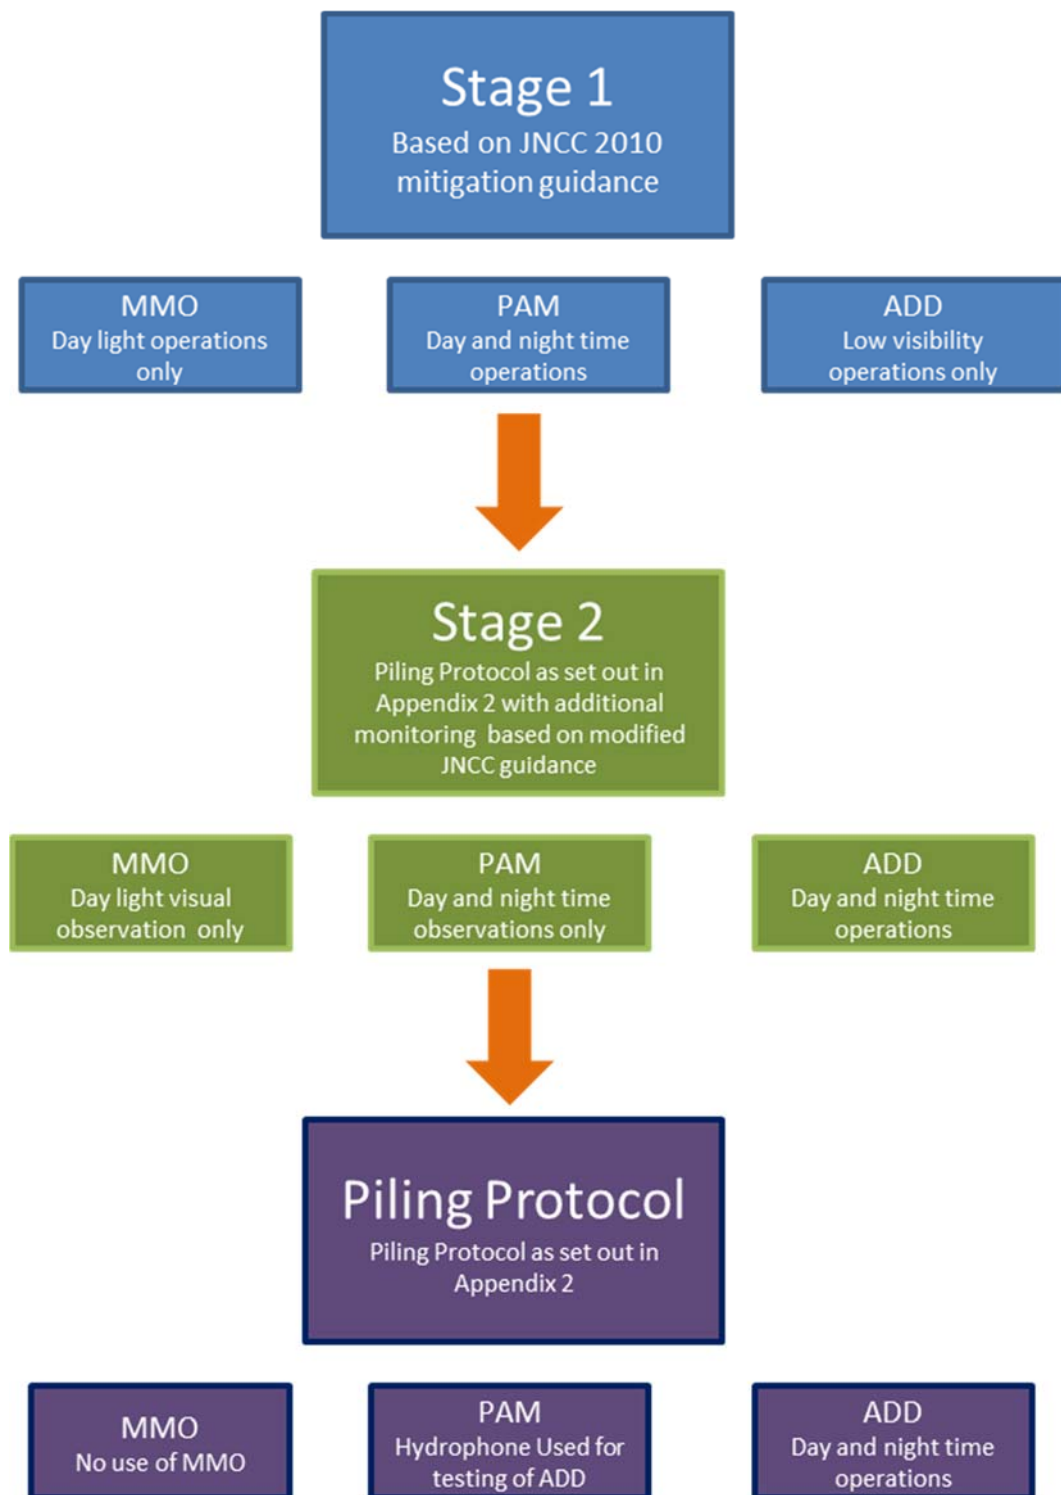 Stage 1
Based on JNCC 2010
mitigation guidance
MMO
Day light operations
only
PAM
Day and night time
operations
ADD
Low visibility
operations only
Stage 2
Piling Protocol as set out in
Appendix 2 with additional
monitoring based on modified
JNCC guidance
MMO
Day light visual
observation only
PAM
Day and night time
observations only
ADD
Day and night time
operations
Piling Protocol
Piling Protocol as set out in
Appendix 2
MMO
No use of MMO
PAM
Hydrophone Used for
testing of ADD
ADD
Day and night time
operations